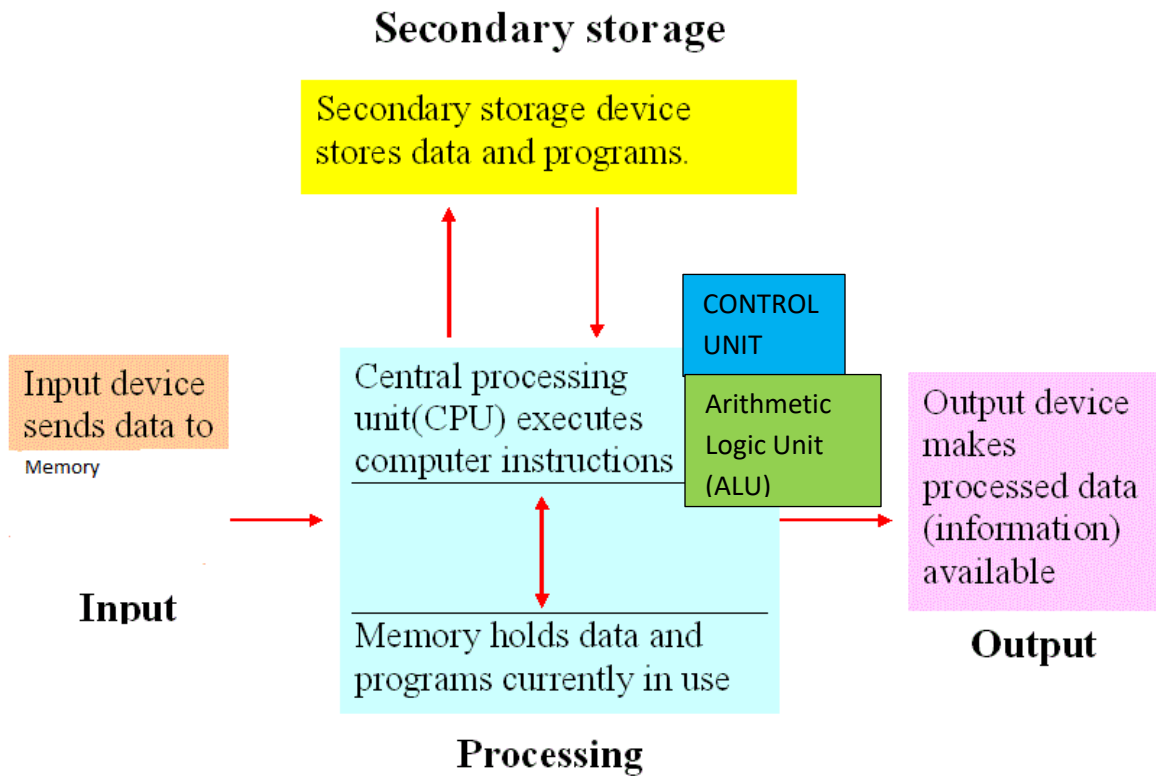 Secondary storage
Secondary storage device
stores data and programs.
CONTROL
UNIT
Input device
sends data to
Memory
Input
Central processing
unit(CPU) executes
computer instructions
Arithmetic
Logic Unit
(ALU)
Memory holds data and
programs currently in use
Processing
Output device
makes
processed data
(information)
available
Output